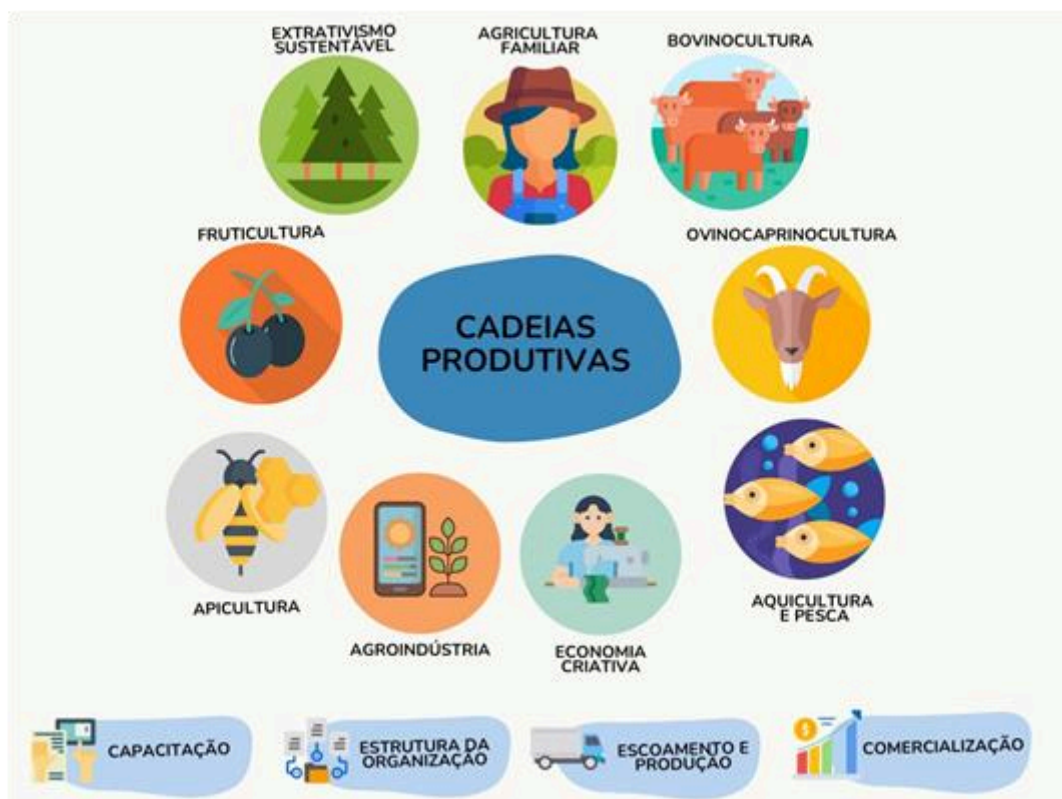 EXTRATIVISMO
SUSTENTÁVEL
AGRICULTURA
FAMILIAR
BOVINOCULTURA
FRUTICULTURA
OVINOCAPRINOCULTURA
CADEIAS
PRODUTIVAS
APICULTURA
AGROINDÚSTRIA
ECONOMIA
CRIATIVA
AQUICULTURA
E PESCA
CAPACITAÇÃO
ESTRUTURA DA
ORGANIZAÇÃO
ESCOAMENTO E
PRODUÇÃO
COMERCIALIZAÇÃO